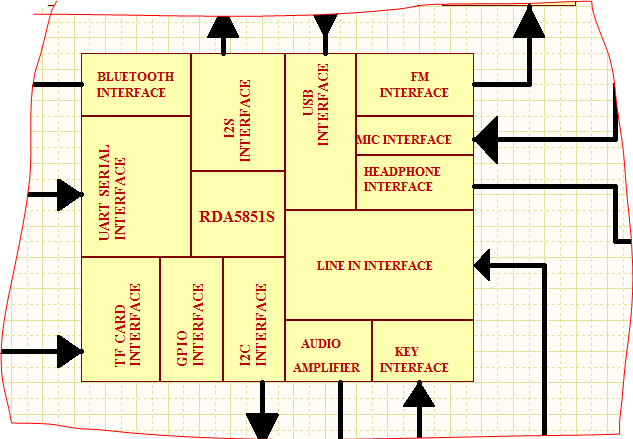 BLUETOOTH
INTERFACE
I2S
INTERFACE
USB
INTERFACE
FM
INTERFACE
MIC INTERFACE
HEADPHONE
INTERFACE
UART SERIAL
INTERFACE
RDA5851S
LINE IN INTERFACE
TF CARD
INTERFACE
GPIO
INTERFACE
I2C
INTERFACE
AUDIO
AMPLIFIER
KEY
INTERFACE